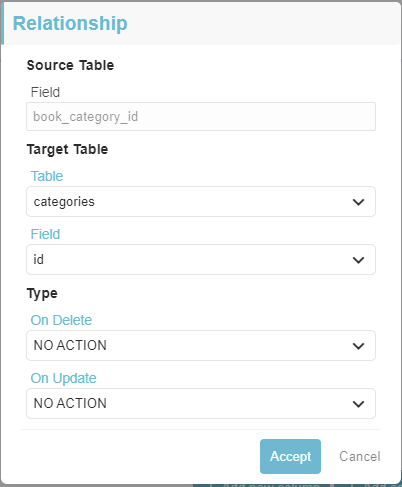 Relationship
Source Table
Field
book_category_id
Target Table
Table
categories
Field
id
Type
On Delete
NO ACTION
On Update
NO ACTION
Accept Cancel